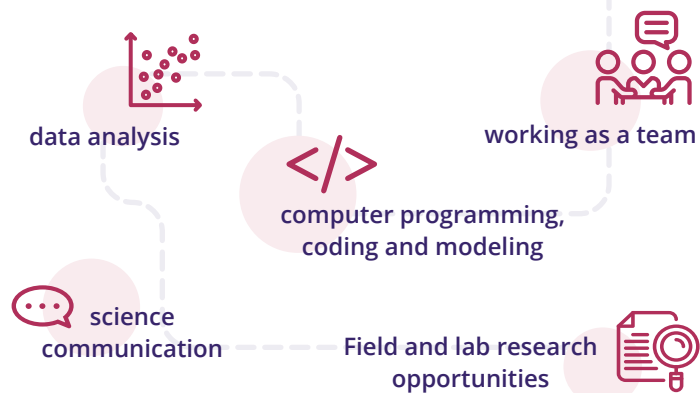 data analysis
working as a team
computer programming,
coding and modeling
science
communication
Field and lab research
opportunities